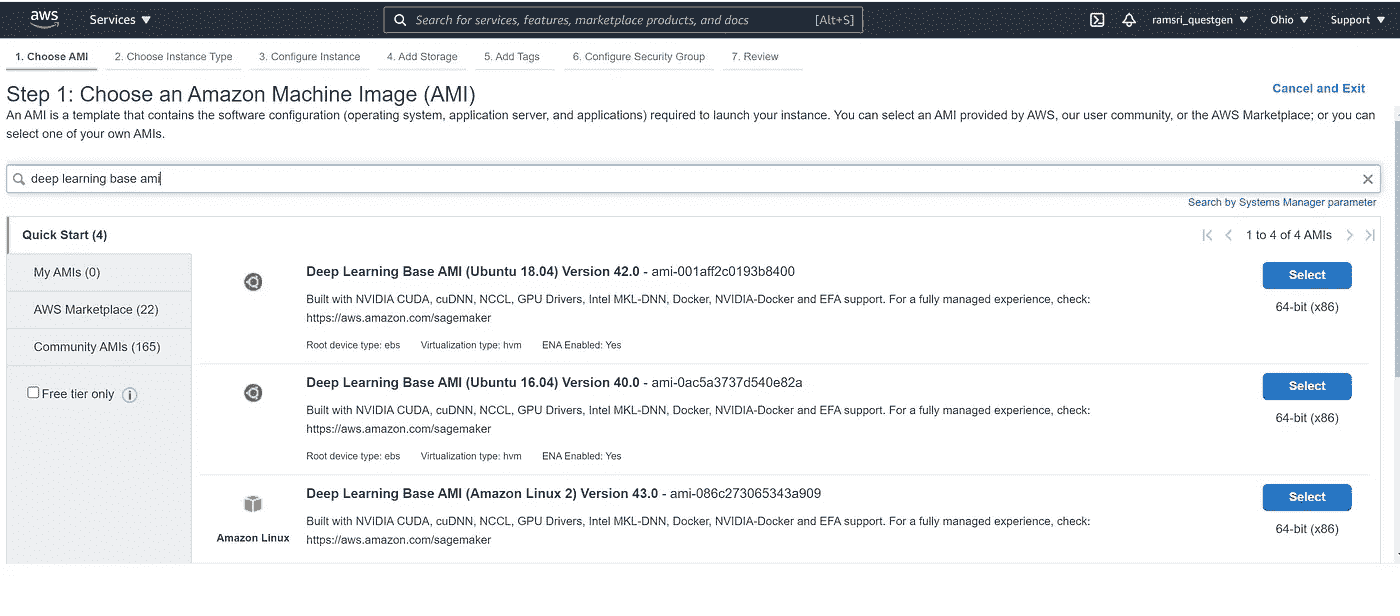 aws Services Search for services, features, marketplace products, and docs [Alt+S] ramsri_questgen Ohio Support
1. Choose AMI 2. Choose Instance Type 3. Configure Instance 4. Add Storage 5. Add Tags 6. Configure Security Group 7. Review
Step 1: Choose an Amazon Machine Image (AMI)
Cancel and Exit
An AMI is a template that contains the software configuration (operating system, application server, and applications) required to launch your instance. You can select an AMI provided by AWS, our user community, or the AWS Marketplace; or you can
select one of your own AMIs.
deep learning base ami
Search by Systems Manager parameter
Quick Start (4)
1 to 4 of 4 AMIs
My AMIs (0)
AWS Marketplace (22)
Community AMIs (165)
Free tier only
Deep Learning Base AMI (Ubuntu 18.04) Version 42.0 - ami-001aff2c0193b8400
Select
Built with NVIDIA CUDA, cuDNN, NCCL, GPU Drivers, Intel MKL-DNN, Docker, NVIDIA-Docker and EFA support. For a fully managed experience, check:
64-bit (x86)
https://aws.amazon.com/sagemaker
Root device type: ebs Virtualization type: hvm ENA Enabled: Yes
Deep Learning Base AMI (Ubuntu 16.04) Version 40.0 - ami-0ac5a3737d540e82a
Select
Built with NVIDIA CUDA, cuDNN, NCCL, GPU Drivers, Intel MKL-DNN, Docker, NVIDIA-Docker and EFA support. For a fully managed experience, check:
64-bit (x86)
https://aws.amazon.com/sagemaker
Root device type: ebs Virtualization type: hvm ENA Enabled: Yes
Deep Learning Base AMI (Amazon Linux 2) Version 43.0 - ami-086c273065343a909
Select
Built with NVIDIA CUDA, cuDNN, NCCL, GPU Drivers, Intel MKL-DNN, Docker, NVIDIA-Docker and EFA support. For a fully managed experience, check:
64-bit (x86)
Amazon Linux
https://aws.amazon.com/sagemaker